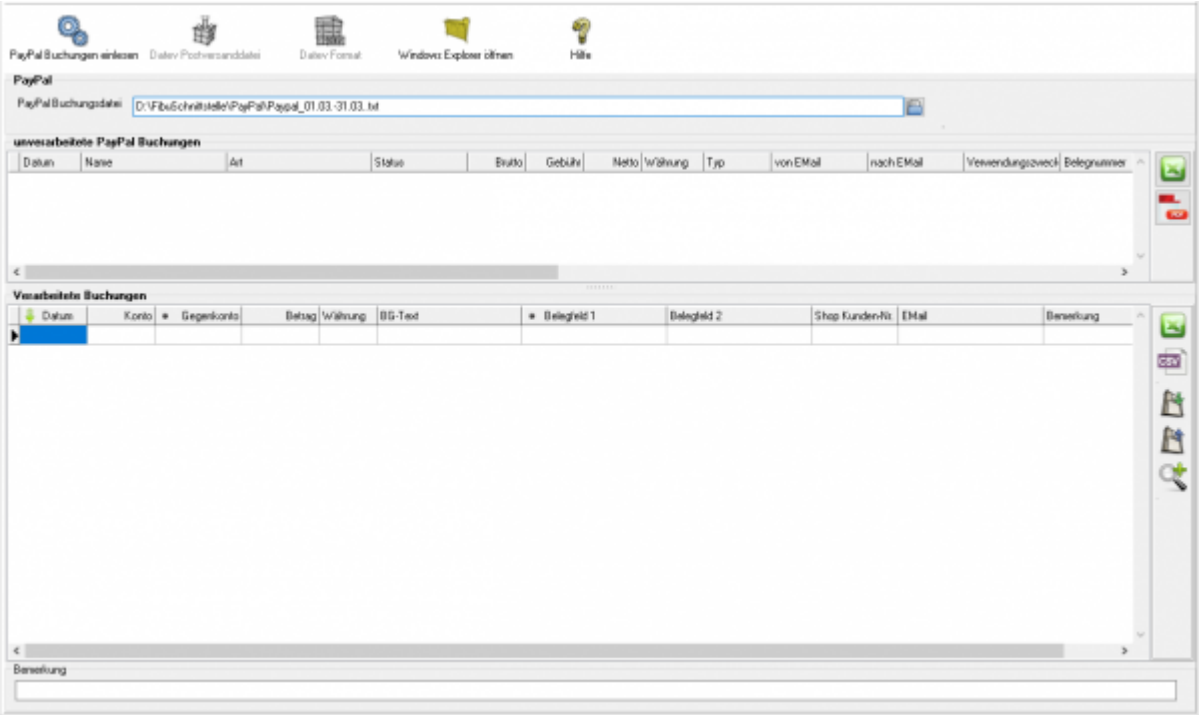 PayPal Buchungen einlesen Datev Postversanddatei Datev Format Windows Explorer öffnen Hilfe
PayPal
PayPal Buchungsdatei D:\FibuSchnittstelle\PayPal\Paypal_01.03.-31.03..txt
unverarbeitete PayPal Buchungen
Datum Name Art Status Brutto Gebühr Netto Währung Typ von EMail nach EMail Verwendungszweck Belegnummer
PDF
Verarbeitete Buchungen
Datum Konto * Gegenkonto Betrag Währung BG-Text * Belegfeld 1 Belegfeld 2 Shop Kunden-Nr. EMail Bemerkung
CSV
Bemerkung